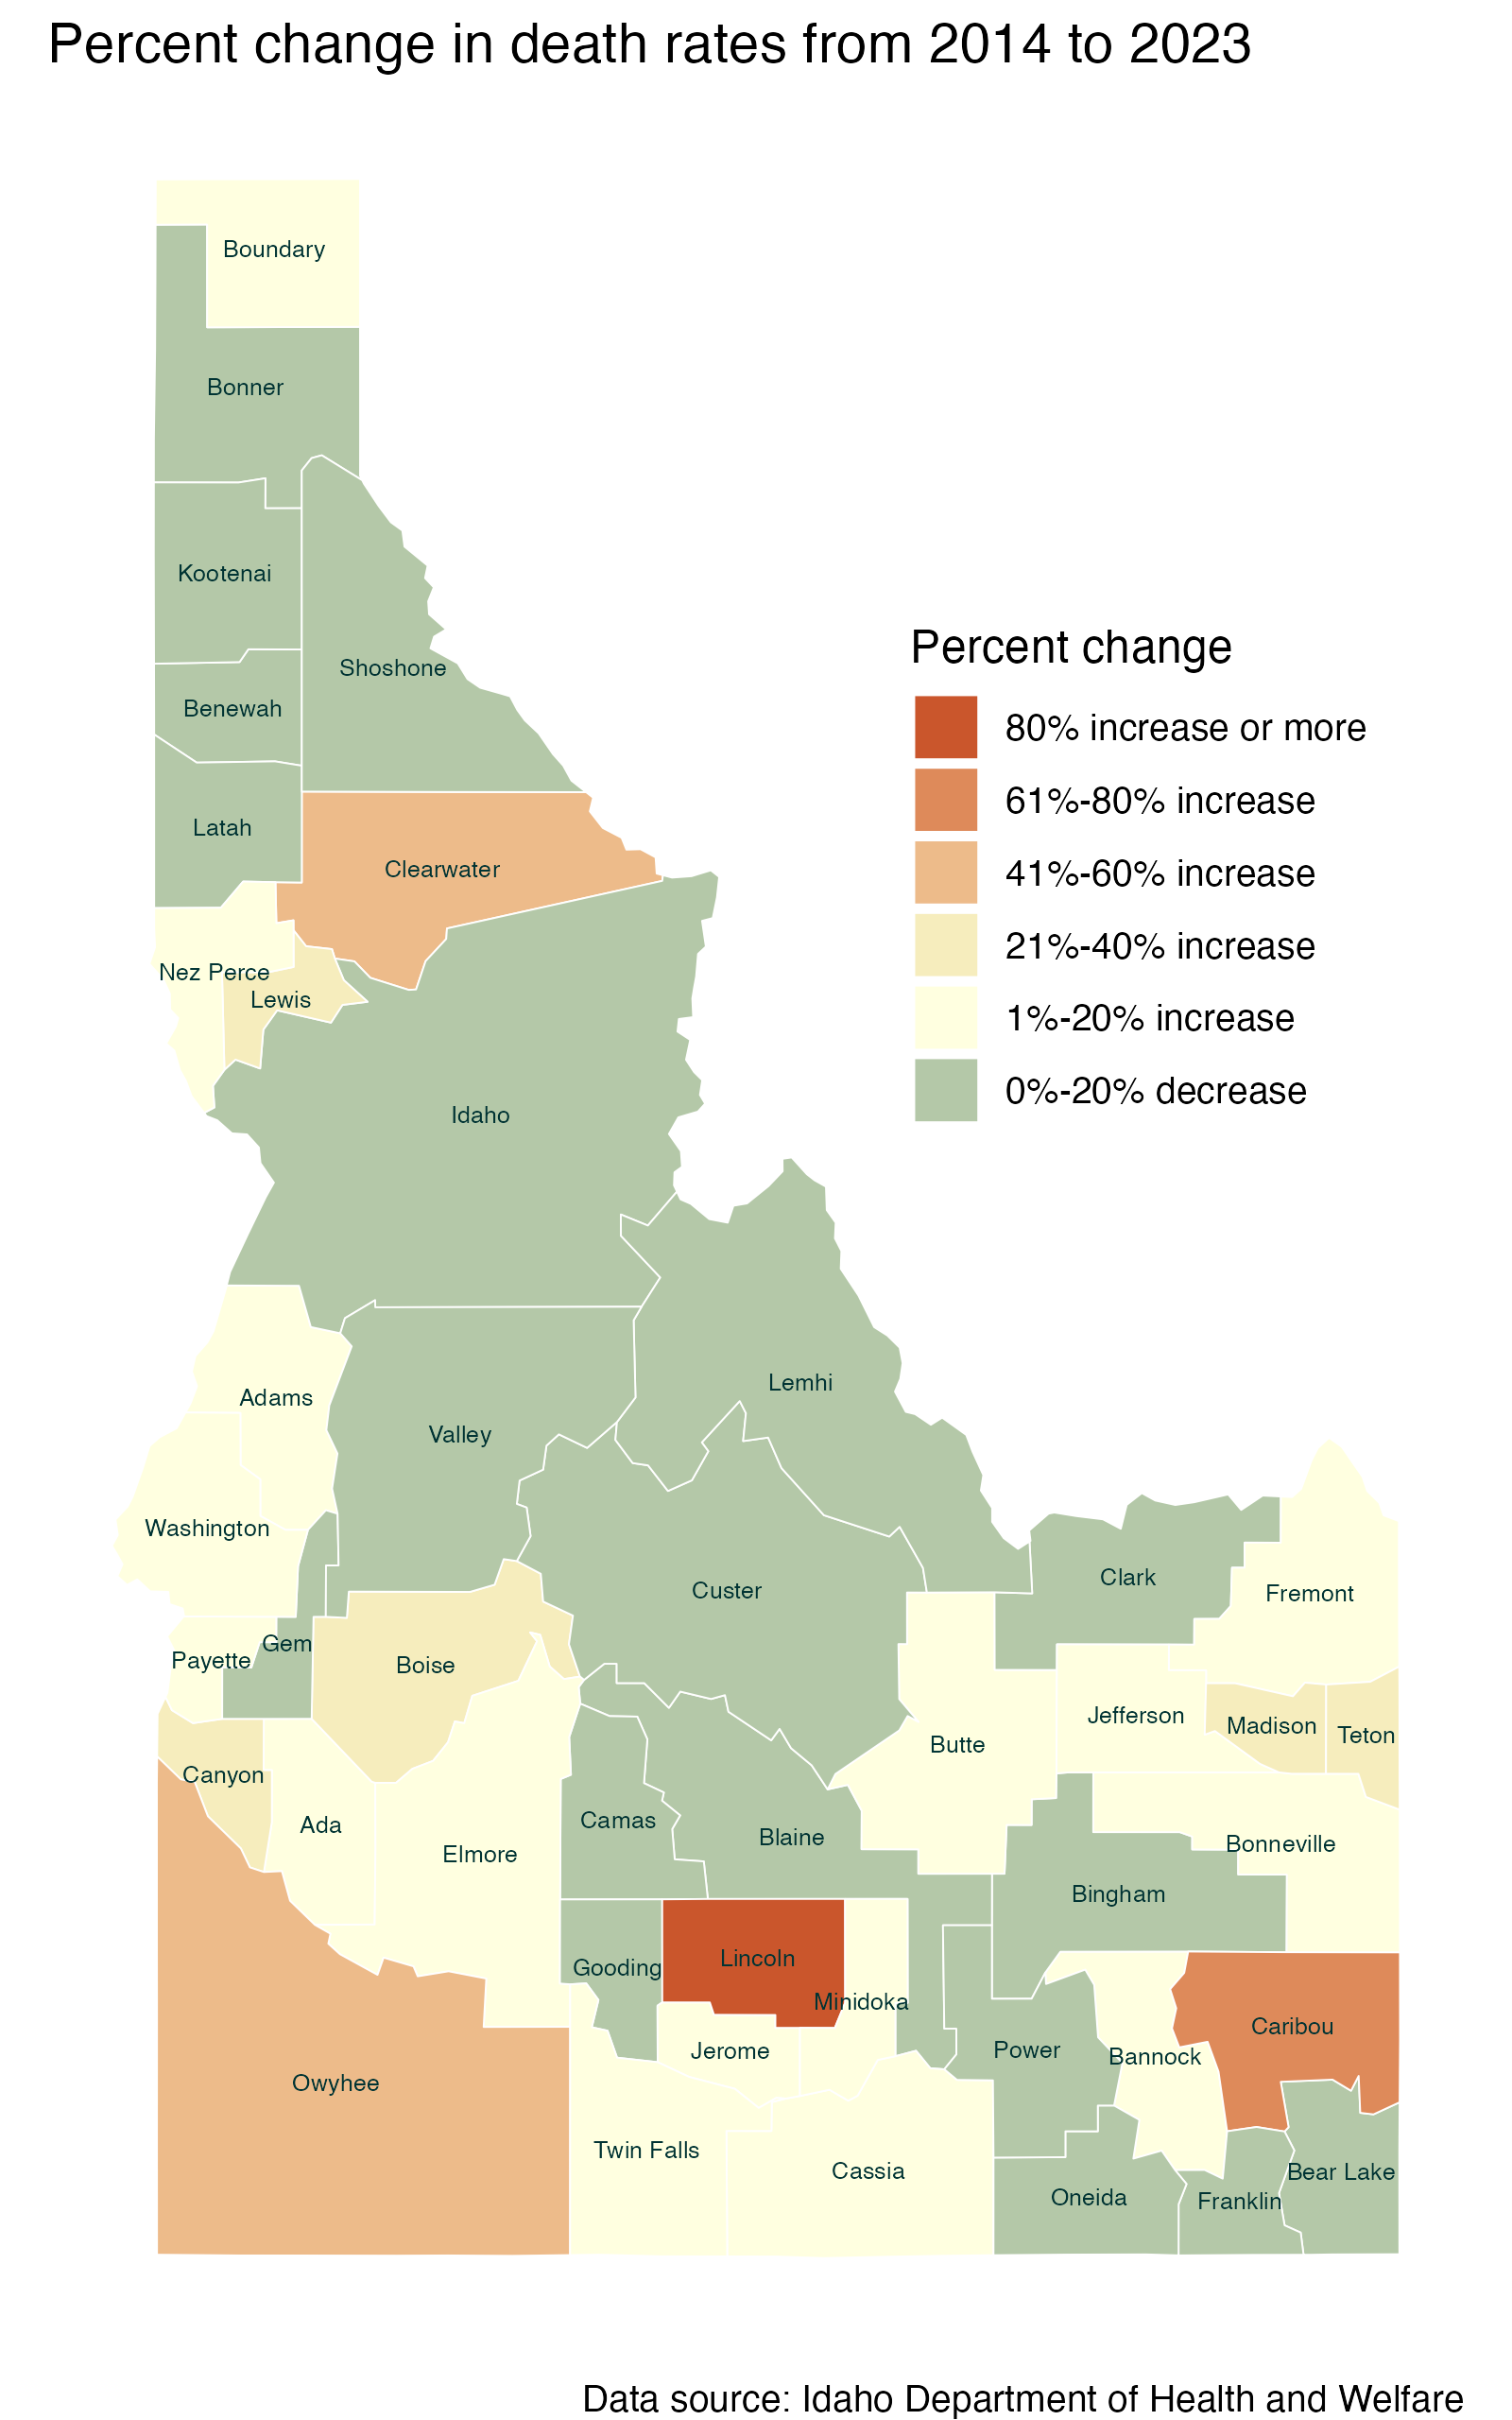 Percent change in death rates from 2014 to 2023
Boundary
Bonner
Kootenai
Shoshone
Benewah
Latah
Clearwater
Nez Perce
Lewis
Idaho
Percent change
80% increase or more
61%-80% increase
41%-60% increase
21%-40% increase
1%-20% increase
0%-20% decrease
Lemhi
Adams
Valley
Washington
Custer
Clark
Fremont
Gem
Payette
Boise
Jefferson
Madison
Teton
Butte
Canyon
Ada
Camas
Blaine
Bonneville
Elmore
Bingham
Lincoln
Gooding
Minidoka
Caribou
Jerome
Power
Bannock
Owyhee
Twin Falls
Cassia
Bear Lake
Oneida
Franklin
Data source: Idaho Department of Health and Welfare